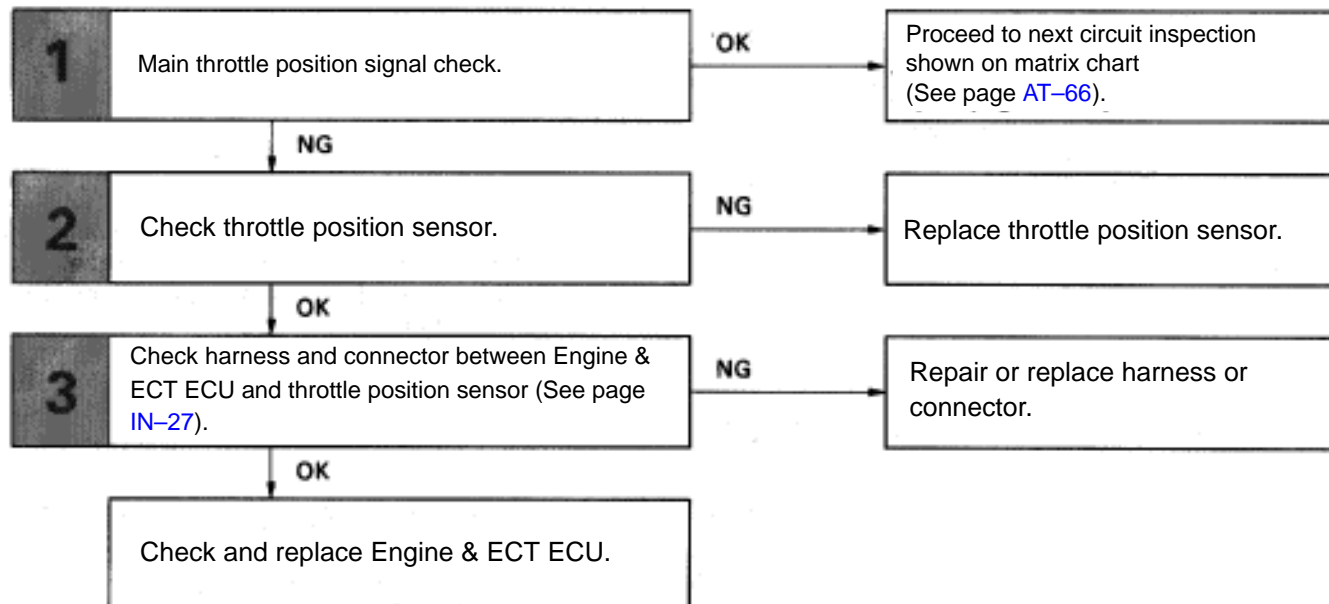 1
Main throttle position signal check.
OK
Proceed to next circuit inspection
shown on matrix chart
(See page AT–66).
NG
2
Check throttle position sensor.
NG
Replace throttle position sensor.
OK
3
Check harness and connector between Engine &
ECT ECU and throttle position sensor (See page
IN–27).
NG
Repair or replace harness or
connector.
OK
Check and replace Engine & ECT ECU.